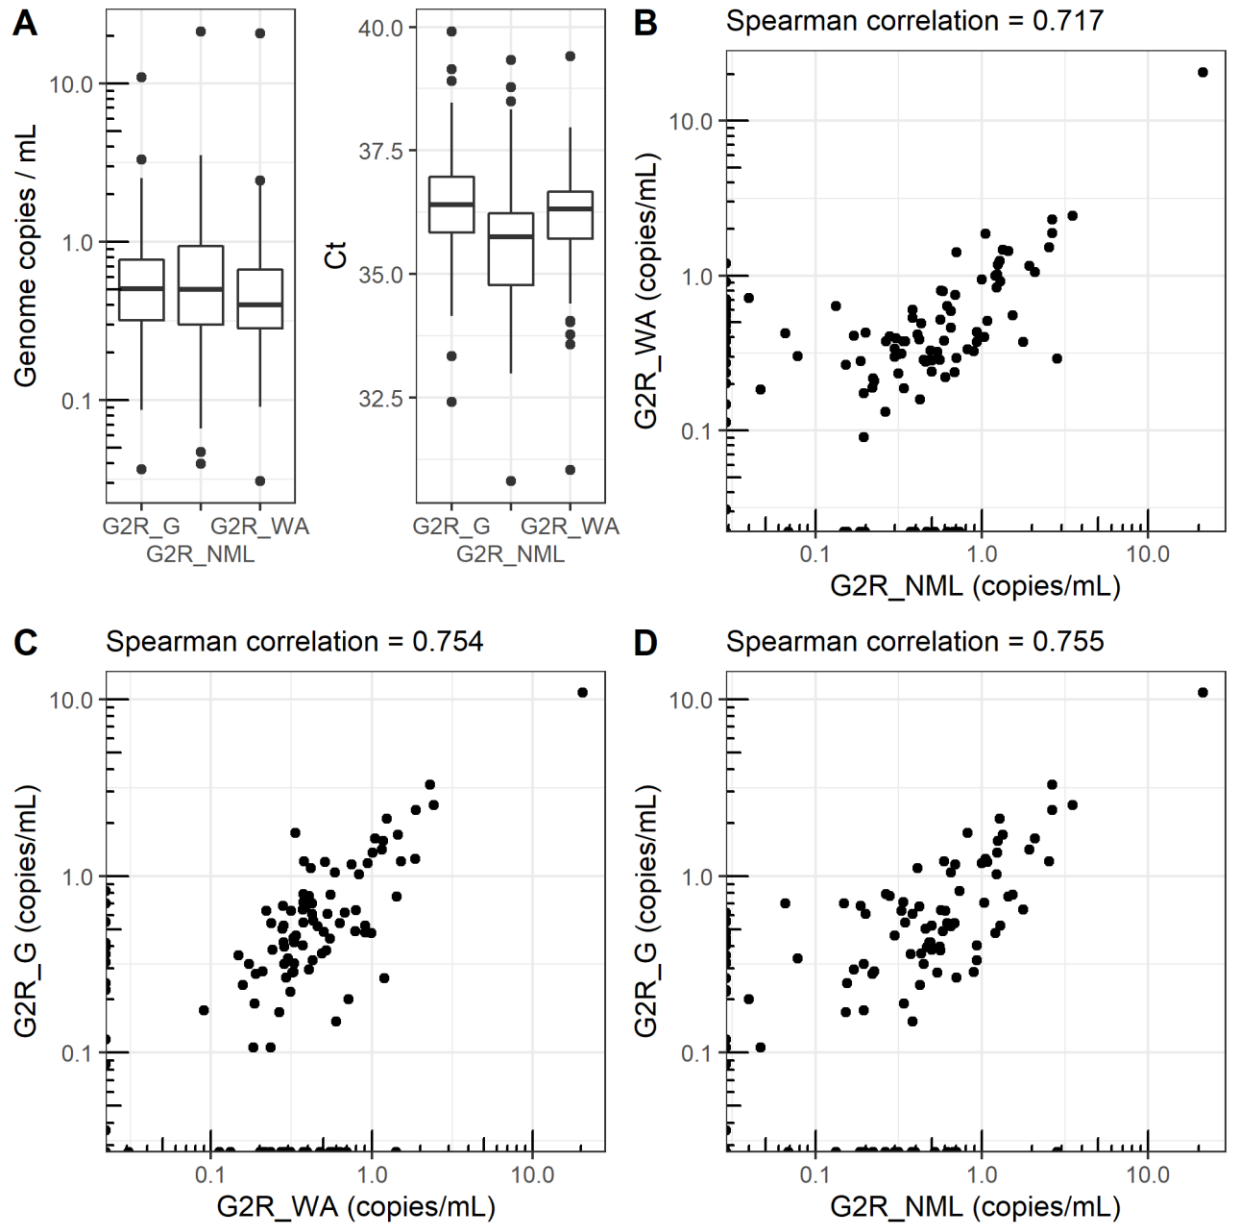 A
Genome copies / mL
10.0
1.0
0.1
G2R_G
G2R_WA
G2R_NML
Ct
40.0
37.5
35.0
32.5
G2R_G
G2R_WA
G2R_NML
B
Spearman correlation = 0.717
G2R_WA (copies/mL)
10.0
1.0
0.1
0.1
1.0
10.0
G2R_NML (copies/mL)
C
Spearman correlation = 0.754
G2R_G (copies/mL)
10.0
1.0
0.1
0.1
1.0
10.0
G2R_WA (copies/mL)
D
Spearman correlation = 0.755
G2R_G (copies/mL)
10.0
1.0
0.1
0.1
1.0
10.0
G2R_NML (copies/mL)